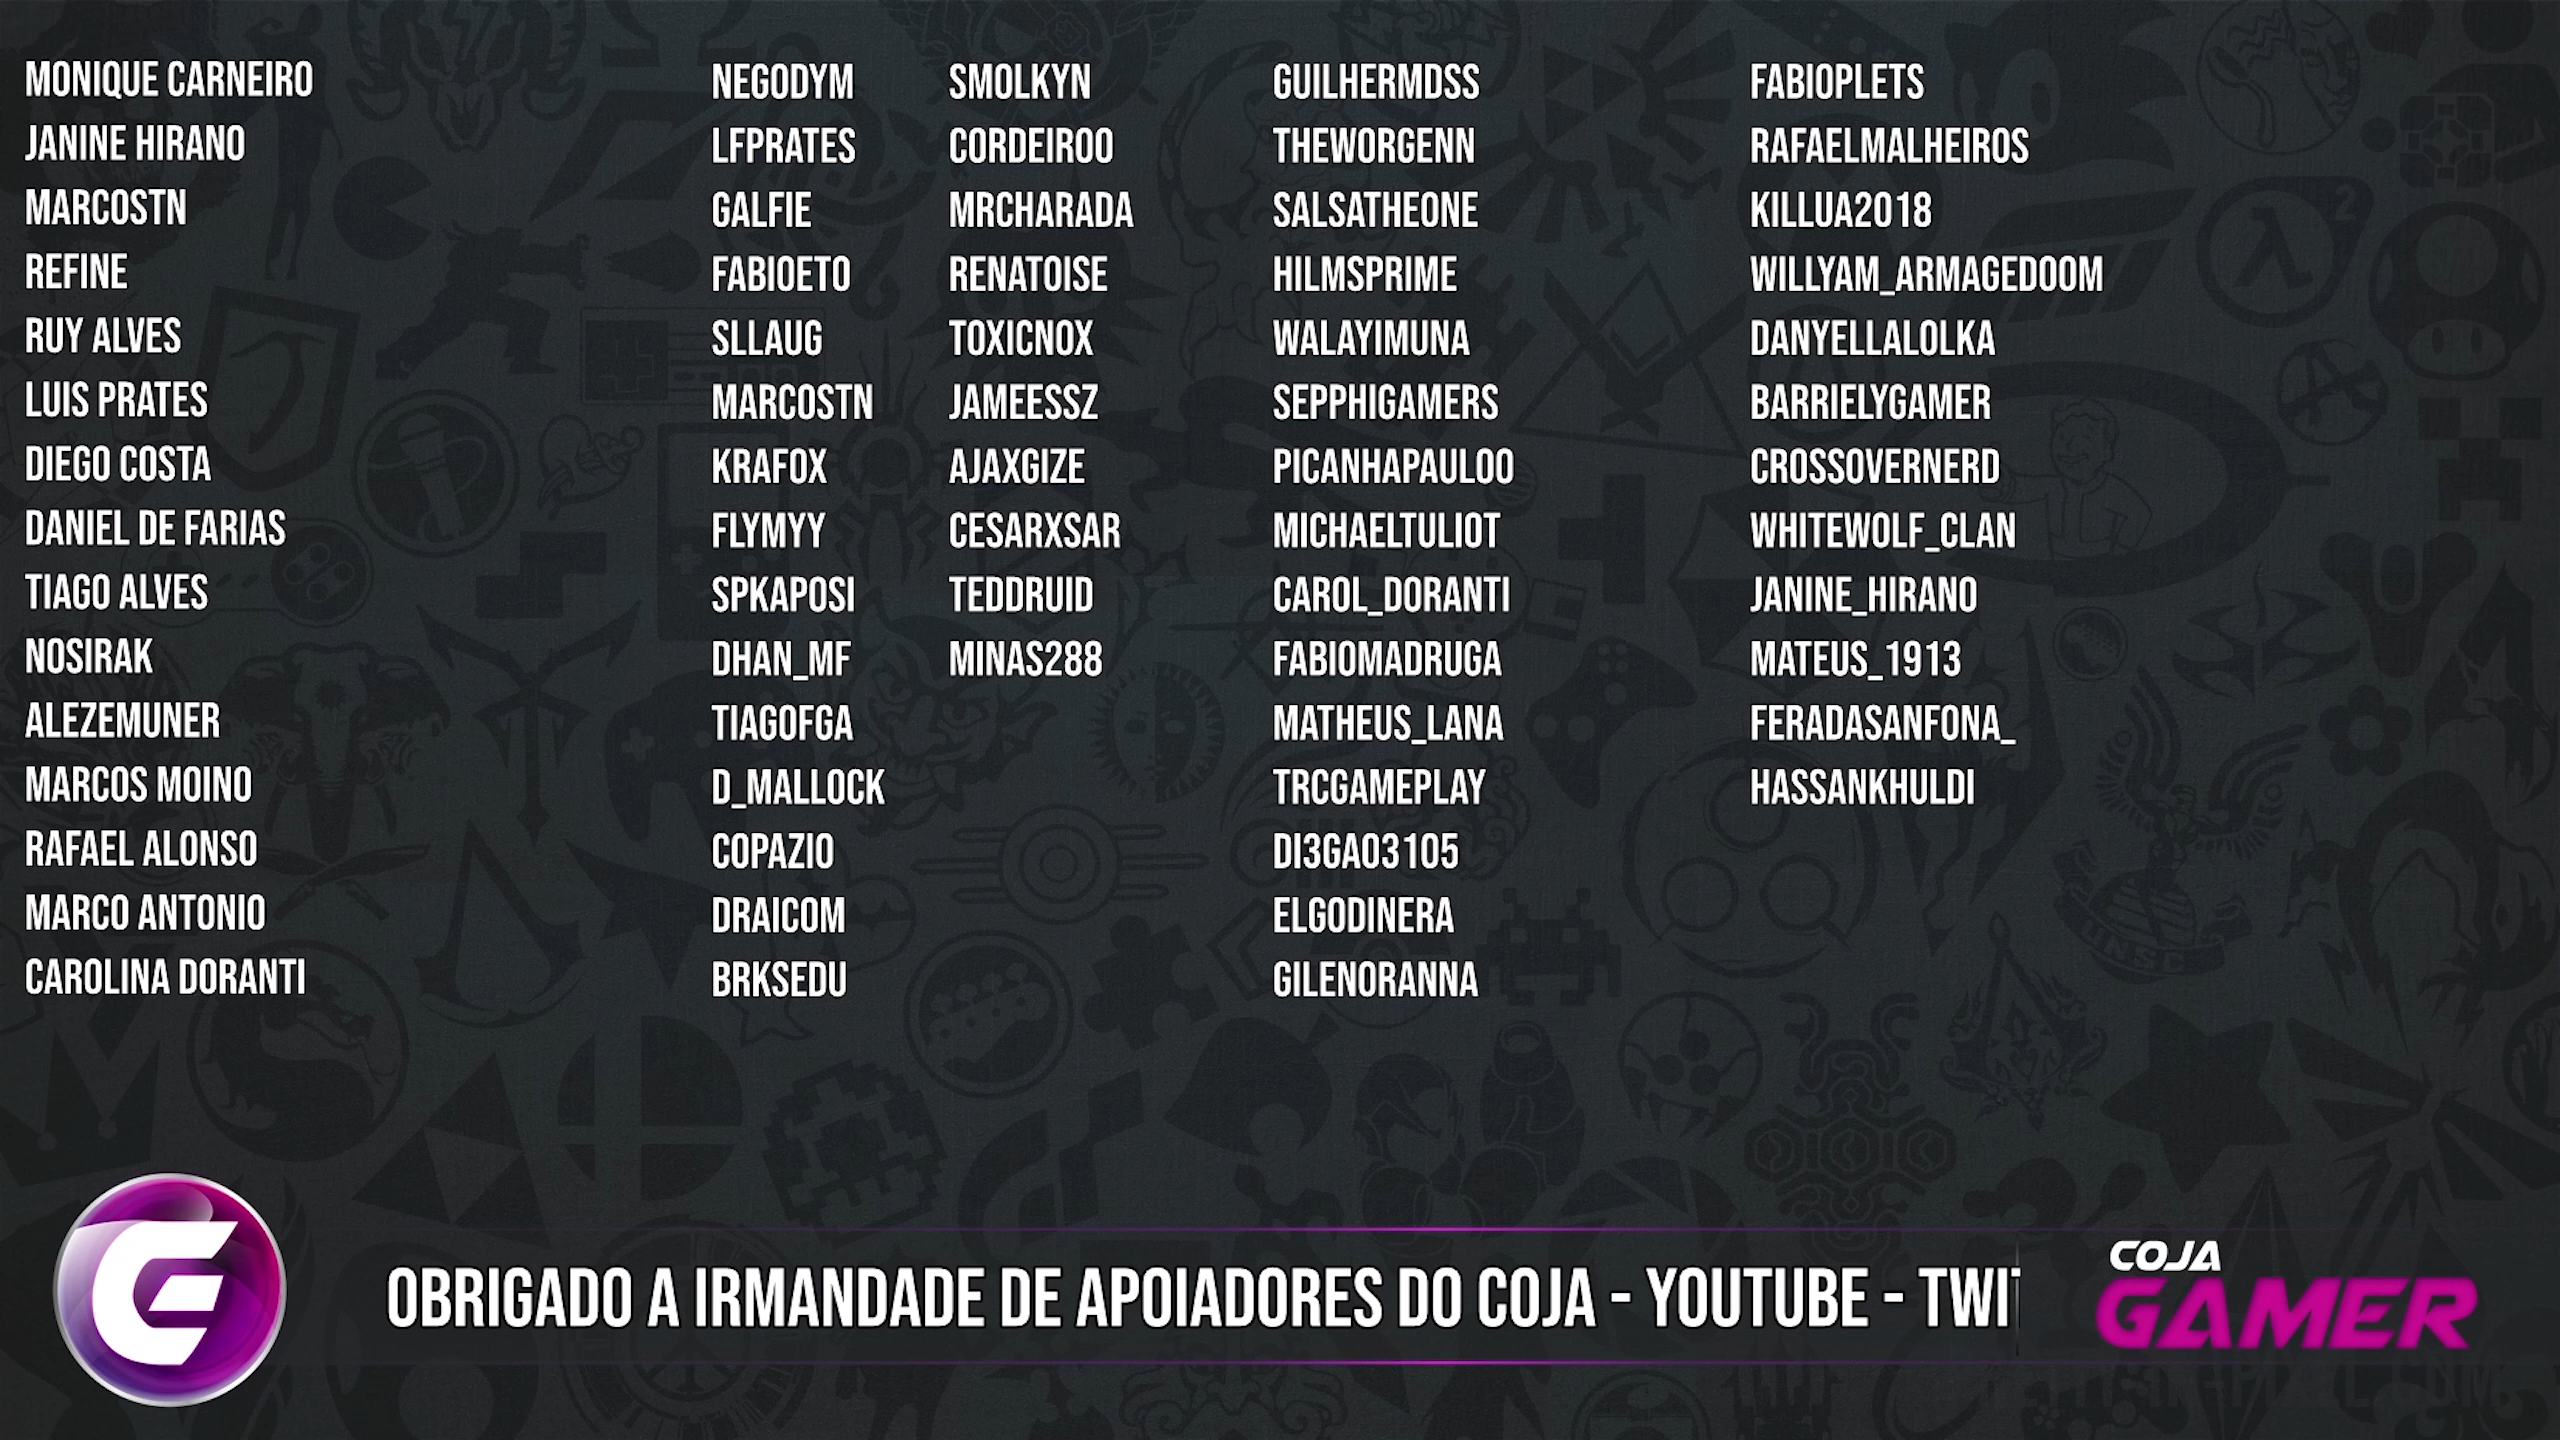 MONIQUE CARNEIRO
JANINE HIRANO
MARCOSTN
REFINE
RUY ALVES
LUIS PRATES
DIEGO COSTA
DANIEL DE FARIAS
TIAGO ALVES
NOSIRAK
ALEZEMUNER
MARCOS MOINO
RAFAEL ALONSO
MARCO ANTONIO
CAROLINA DORANTI
NEGODYM
LFPRATES
GALFIE
FABIOETO
SLLAUG
MARCOSTN
KRAFOX
FLYMYY
SPKAPOSI
DHAN_MF
TIAGOFGA
D_MALLOCK
COPAZIO
DRAICOM
BRKSEDU
SMOLKYN
CORDEIROO
MRCHARADA
RENATOISE
TOXICNOX
JAMEESSZ
AJAXGIZE
CESARXSAR
TEDDRUID
MINAS288
GUILHERMDSS
THEWORGENN
SALSATHEONE
HILMSPRIME
WALAYIMUNA
SEPPHIGAMERS
PICANHAPAULOO
MICHAELTULIOT
CAROL_DORANTI
FABIOMADRUGA
MATHEUS_LANA
TRCGAMEPLAY
DI3GAO3105
ELGODINERA
GILENORANNA
FABIOPLETS
RAFAELMALHEIROS
KILLUA2018
WILLYAM_ARMAGEDOOM
DANYELLALOLKA
BARRIELYGAMER
CROSSOVERNERD
WHITEWOLF_CLAN
JANINE_HIRANO
MATEUS_1913
FERADASANFONA_
HASSANKHULDI
UNSC
OBRIGADO A IRMANDADE DE APOIADORES DO COJA - YOUTUBE - TWIT
COJA
GAMER